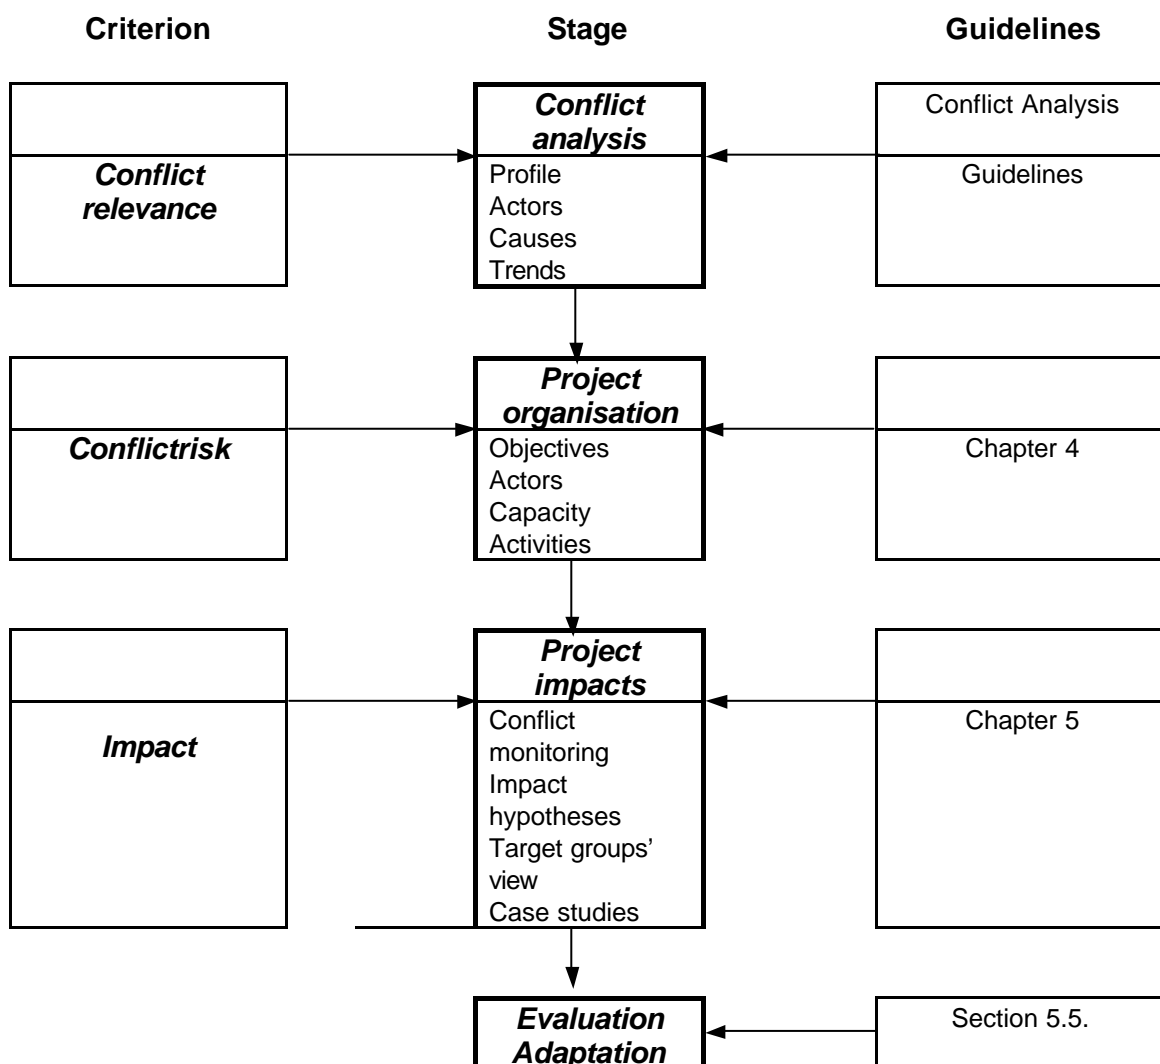 Criterion Stage Guidelines
Conflict
analysis
Conflict Analysis
Conflict
relevance
Profile
Actors
Causes
Trends
Guidelines
Project
organisation
Conflictrisk
Objectives
Actors
Capacity
Activities
Chapter 4
Project
impacts
Impact
Conflict
monitoring
Impact
hypotheses
Target groups’
view
Case studies
Chapter 5
Evaluation
Adaptation
Section 5.5.